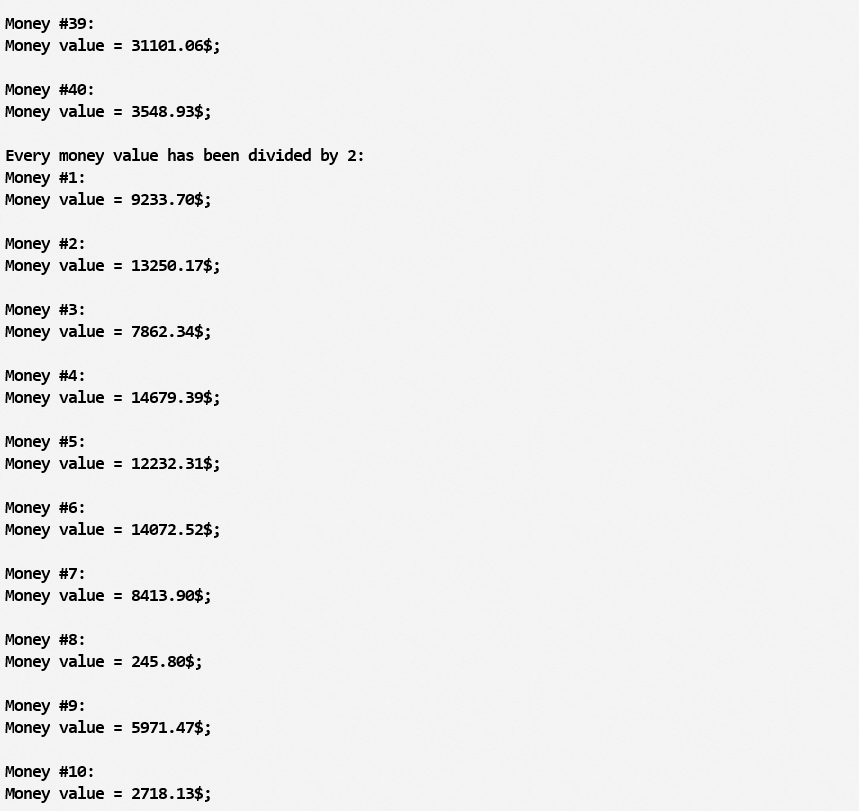 Money #39:
Money value = 31101.06$;
Money #40:
Money value = 3548.93$;
Every money value has been divided by 2:
Money #1:
Money value = 9233.70$;
Money #2:
Money value = 13250.17$;
Money #3:
Money value = 7862.34$;
Money #4:
Money value = 14679.39$;
Money #5:
Money value = 12232.31$;
Money #6:
Money value = 14072.52$;
Money #7:
Money value = 8413.90$;
Money #8:
Money value = 245.80$;
Money #9:
Money value = 5971.47$;
Money #10:
Money value = 2718.13$;